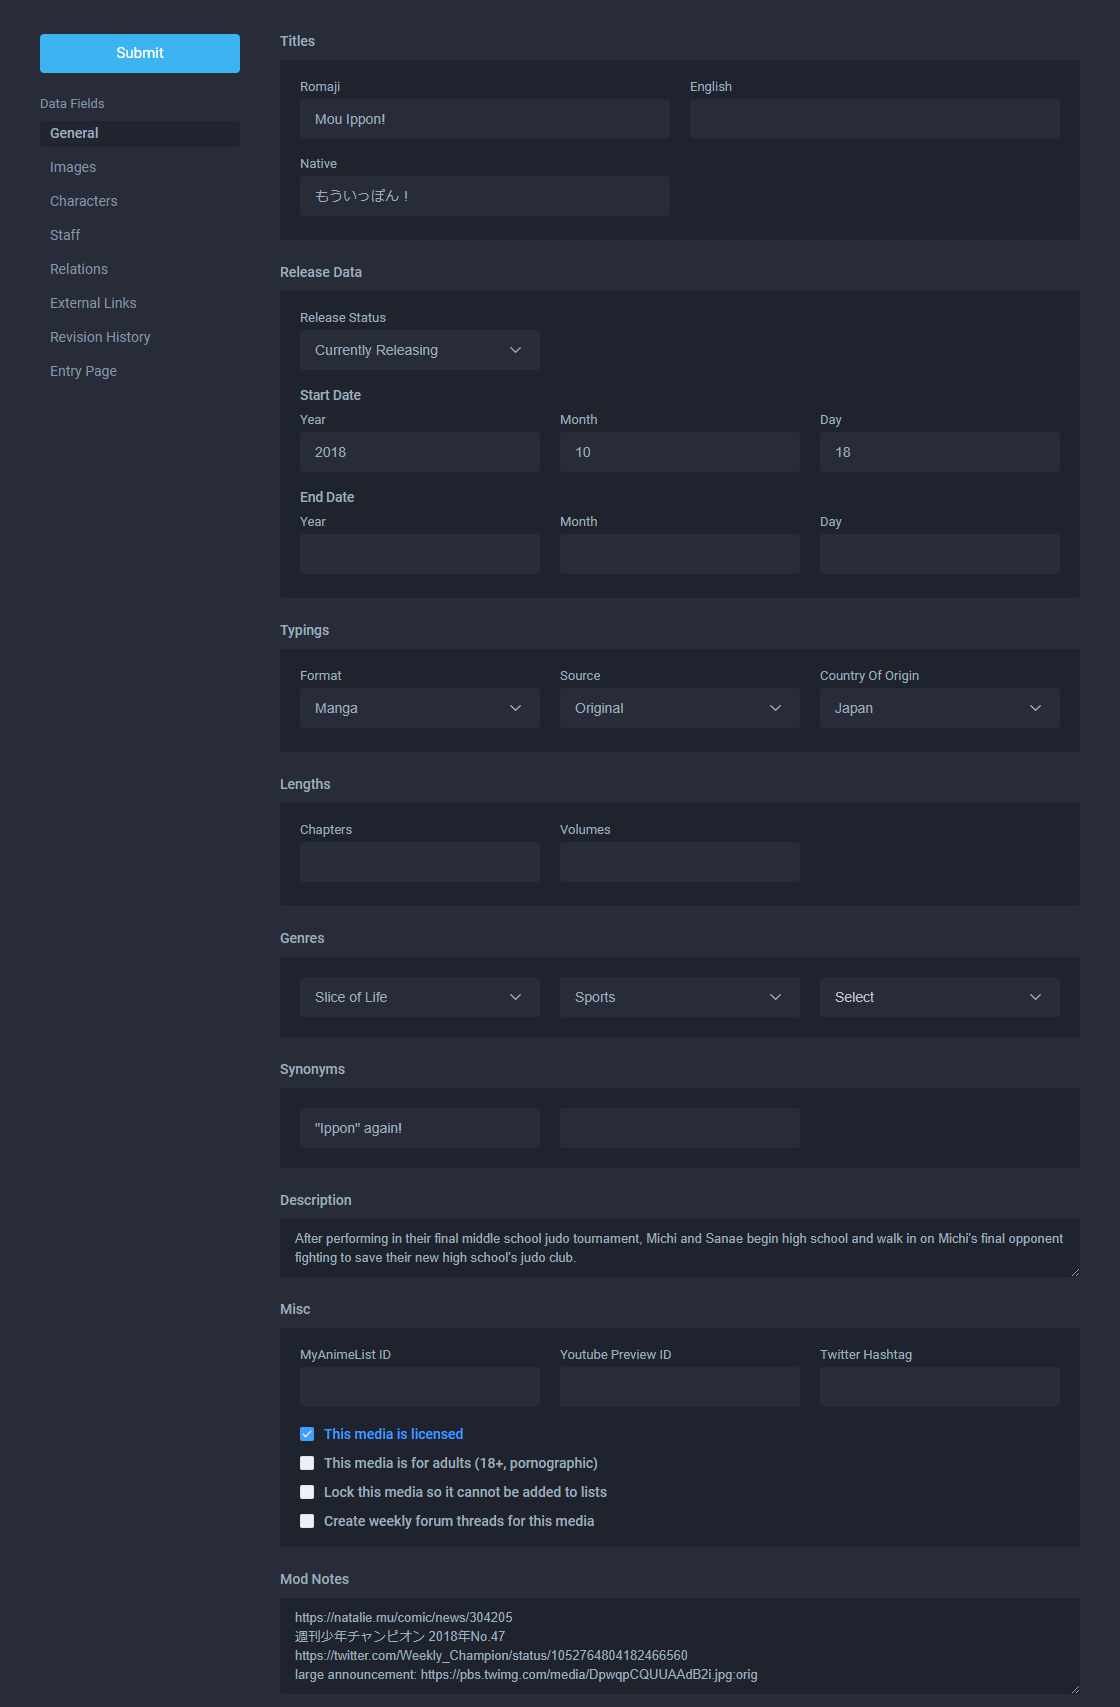 Submit
Data Fields
General
Images
Characters
Staff
Relations
External Links
Revision History
Entry Page
Titles
Romaji
English
Mou Ippon!
Native
もういっぽん！
Release Data
Release Status
Currently Releasing
Start Date
Year
Month
Day
2018
10
18
End Date
Year
Month
Day
Typings
Format
Source
Country Of Origin
Manga
Original
Japan
Lengths
Chapters
Volumes
Genres
Slice of Life
Sports
Select
Synonyms
"Ippon" again!
Description
After performing in their final middle school judo tournament, Michi and Sanae begin high school and walk in on Michi's final opponent
fighting to save their new high school's judo club.
Misc
MyAnimeList ID
Youtube Preview ID
Twitter Hashtag
This media is licensed
This media is for adults (18+, pornographic)
Lock this media so it cannot be added to lists
Create weekly forum threads for this media
Mod Notes
https://natalie.mu/comic/news/304205
週刊少年チャンピオン 2018年No.47
https://twitter.com/Weekly_Champion/status/1052764804182466560
large announcement: https://pbs.twimg.com/media/DpwqpCQUUAAdB2i.jpg:orig